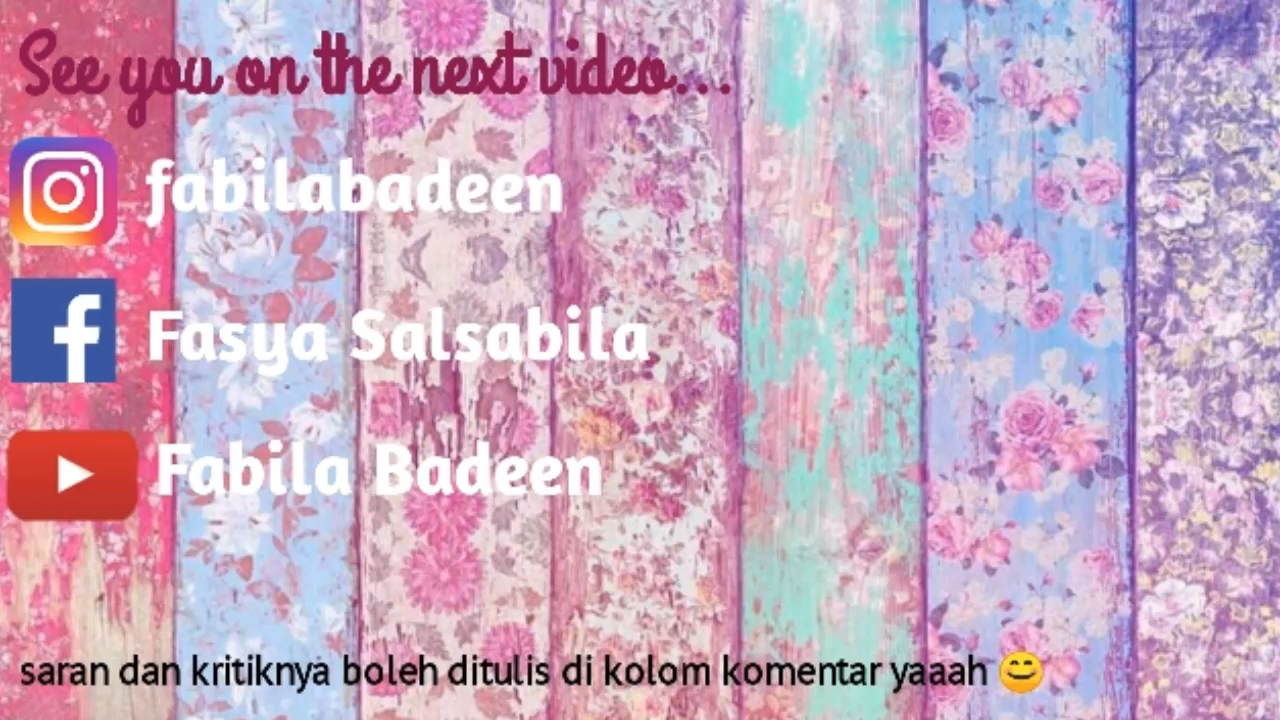 See you on the next video...
fabilabadeen
Fasya Salsabila
Fabila Badeen
saran dan kritiknya boleh ditulis di kolom komentar yaaah 😊